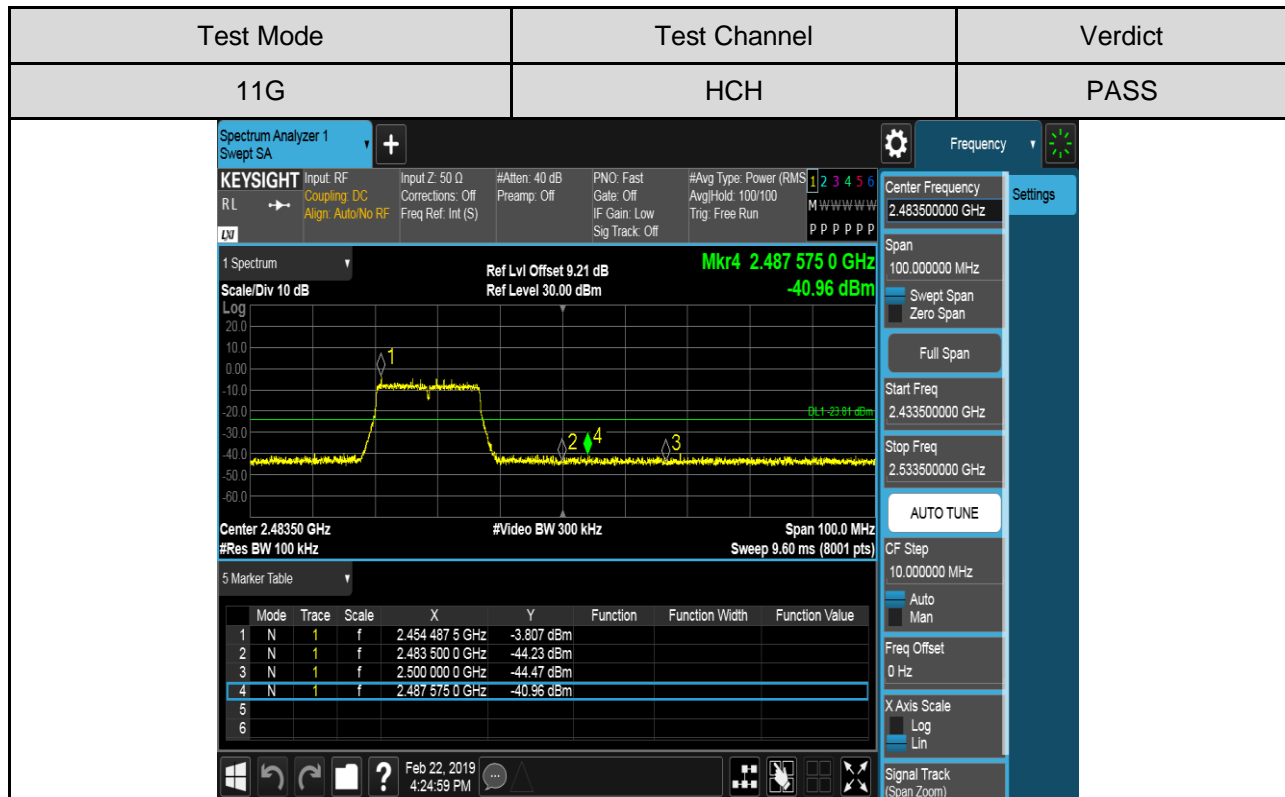 Test Mode Test Channel Verdict
11G HCH PASS
Spectrum Analyzer 1
Swept SA
+
Frequency
KEYSIGHT
RL
LXI
Input: RF
Coupling: DC
Align: Auto/No RF
Input Z: 50 Ω
Corrections: Off
Freq Ref: Int (S)
#Atten: 40 dB
Preamp: Off
PNO: Fast
Gate: Off
IF Gain: Low
Sig Track: Off
#Avg Type: Power (RMS
Avg|Hold: 100/100
Trig: Free Run
1 2 3 4 5 6
M W W W W W
P P P P P P
Center Frequency
2.483500000 GHz
Settings
Span
100.000000 MHz
Swept Span
Zero Span
Full Span
Start Freq
2.433500000 GHz
Stop Freq
2.533500000 GHz
AUTO TUNE
CF Step
10.000000 MHz
Auto
Man
Freq Offset
0 Hz
X Axis Scale
Log
Lin
Signal Track
(Span Zoom)
1 Spectrum
Scale/Div 10 dB
Ref Lvl Offset 9.21 dB
Ref Level 30.00 dBm
Mkr4 2.487 575 0 GHz
-40.96 dBm
Log
20.0
10.0
0.00
-10.0
-20.0
-30.0
-40.0
-50.0
-60.0
1
2
4
3
DL1 -23.81 dBm
Center 2.48350 GHz
#Video BW 300 kHz
Span 100.0 MHz
#Res BW 100 kHz
Sweep 9.60 ms (8001 pts)
5 Marker Table
Mode Trace Scale X Y Function Function Width Function Value
1 N 1 f 2.454 487 5 GHz -3.807 dBm
2 N 1 f 2.483 500 0 GHz -44.23 dBm
3 N 1 f 2.500 000 0 GHz -44.47 dBm
4 N 1 f 2.487 575 0 GHz -40.96 dBm
5
6
?
Feb 22, 2019
4:24:59 PM